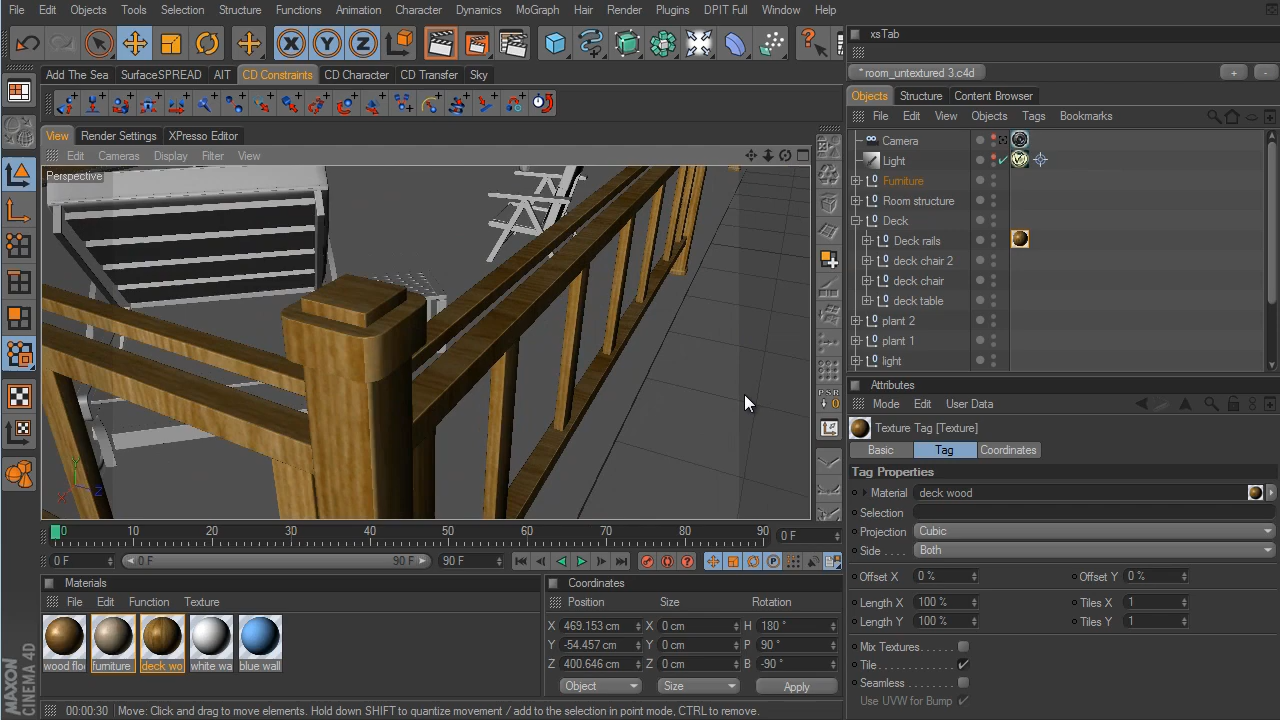 File Edit Objects Tools Selection Structure Functions Animation Character Dynamics MoGraph Hair Render Plugins DPIT Full Window Help
xsTab
* room_untextured 3.c4d + -
Add The Sea SurfaceSPREAD AIT CD Constraints CD Character CD Transfer Sky
Objects Structure Content Browser
File Edit View Objects Tags Bookmarks
View Render Settings XPresso Editor
Edit Cameras Display Filter View
Perspective
Y
Z
X
P S R
0
Camera
Light
Furniture
Room structure
Deck
Deck rails
deck chair 2
deck chair
deck table
plant 2
plant 1
light
Attributes
Mode Edit User Data
Texture Tag [Texture]
Basic Tag Coordinates
Tag Properties
Material deck wood
Selection
Projection Cubic
Side . . . . Both
Offset X 0 % Offset Y 0 %
Length X 100 % Tiles X 1
Length Y 100 % Tiles Y 1
Mix Textures
Tile
Seamless
Use UVW for Bump
0 10 20 30 40 50 60 70 80 90 0 F
0 F 0 F 90 F 90 F
Materials
File Edit Function Texture
wood floo furniture deck wo white wa blue wall
Coordinates
Position Size Rotation
X 469.153 cm X 0 cm H 180 °
Y -54.457 cm Y 0 cm P 90 °
Z 400.646 cm Z 0 cm B -90 °
Object Size Apply
MAXON CINEMA 4D
00:00:30 Move: Click and drag to move elements. Hold down SHIFT to quantize movement / add to the selection in point mode, CTRL to remove.